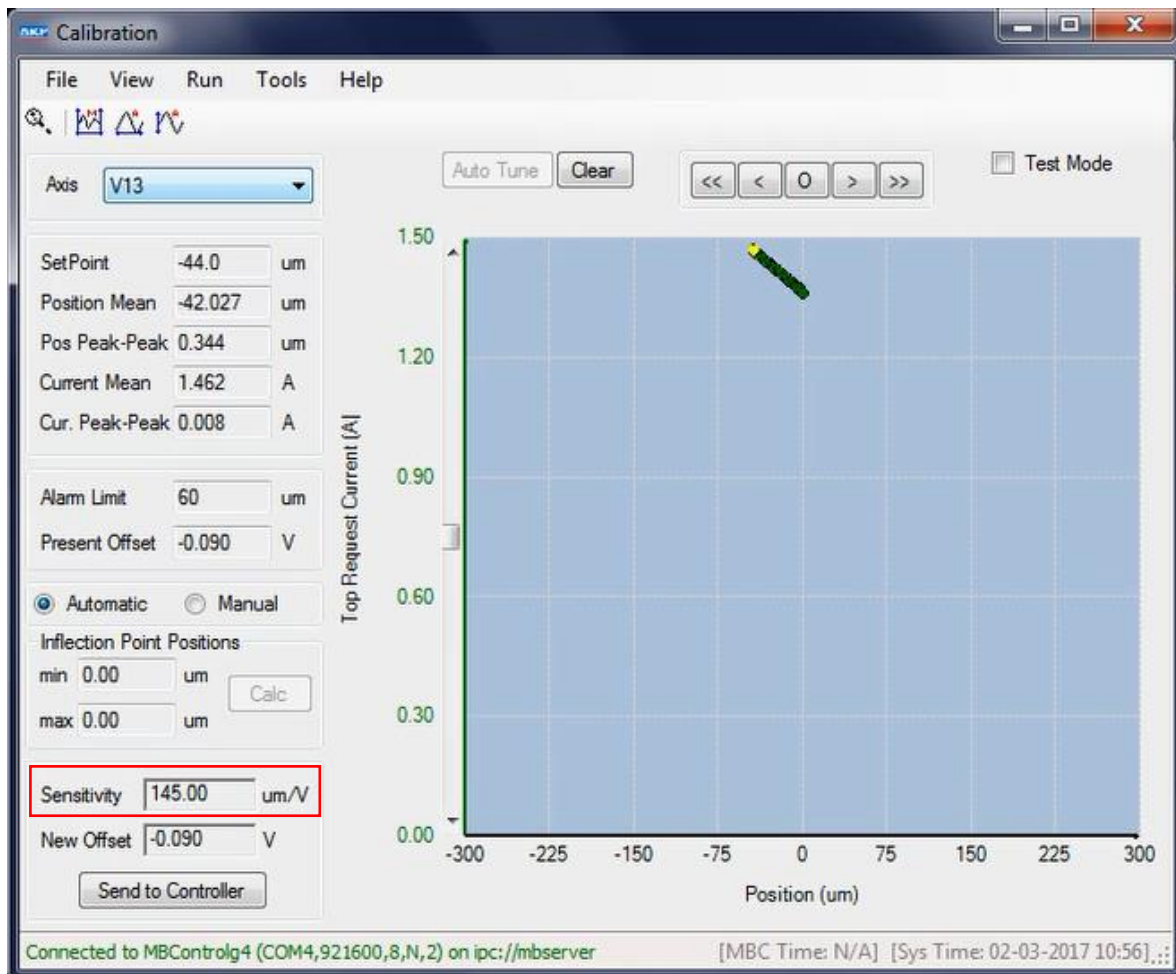 SKF Calibration
File View Run Tools Help
Axis V13
Auto Tune Clear << < O > >> Test Mode
SetPoint -44.0 um
Position Mean -42.027 um
Pos Peak-Peak 0.344 um
Current Mean 1.462 A
Cur. Peak-Peak 0.008 A
Alarm Limit 60 um
Present Offset -0.090 V
Automatic Manual
Inflection Point Positions
min 0.00 um
Calc
max 0.00 um
Sensitivity 145.00 um/V
New Offset -0.090 V
Send to Controller
Top Request Current (A)
1.50
1.20
0.90
0.60
0.30
0.00
-300 -225 -150 -75 0 75 150 225 300
Position (um)
Connected to MBControlg4 (COM4,921600,8,N,2) on ipc://mbserver [MBC Time: N/A] [Sys Time: 02-03-2017 10:56]